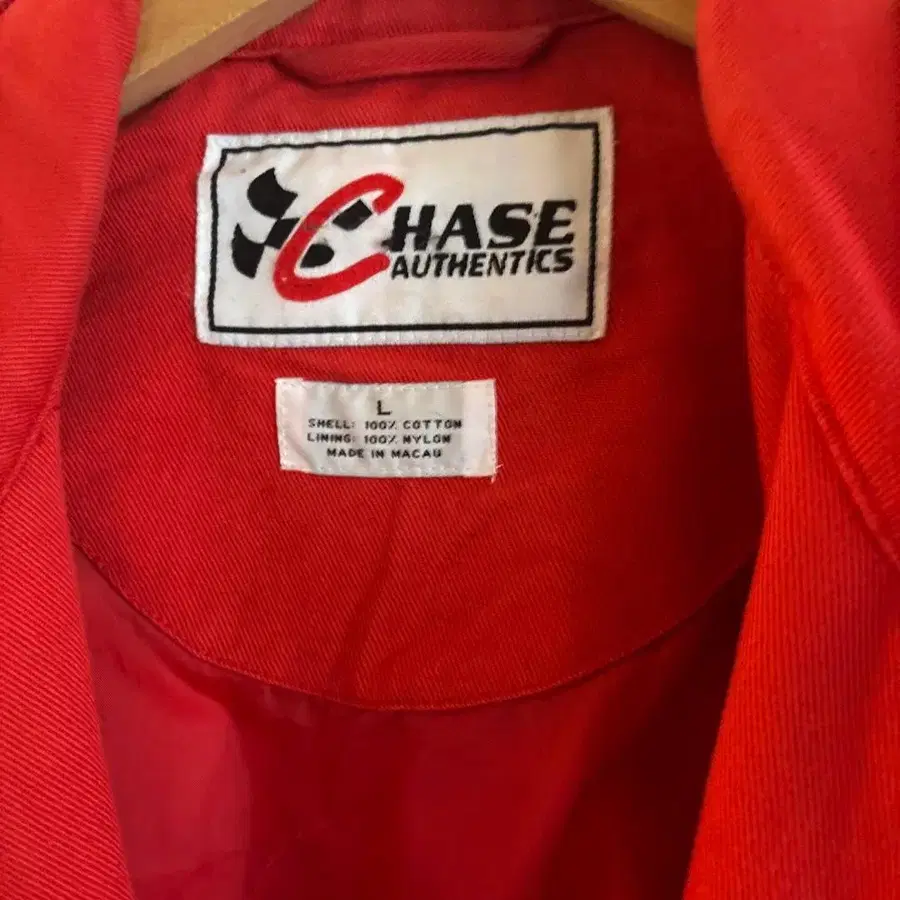 CHASE
AUTHENTICS
L
SHELL: 100% COTTON
LINING: 100% NYLON
MADE IN MACAU